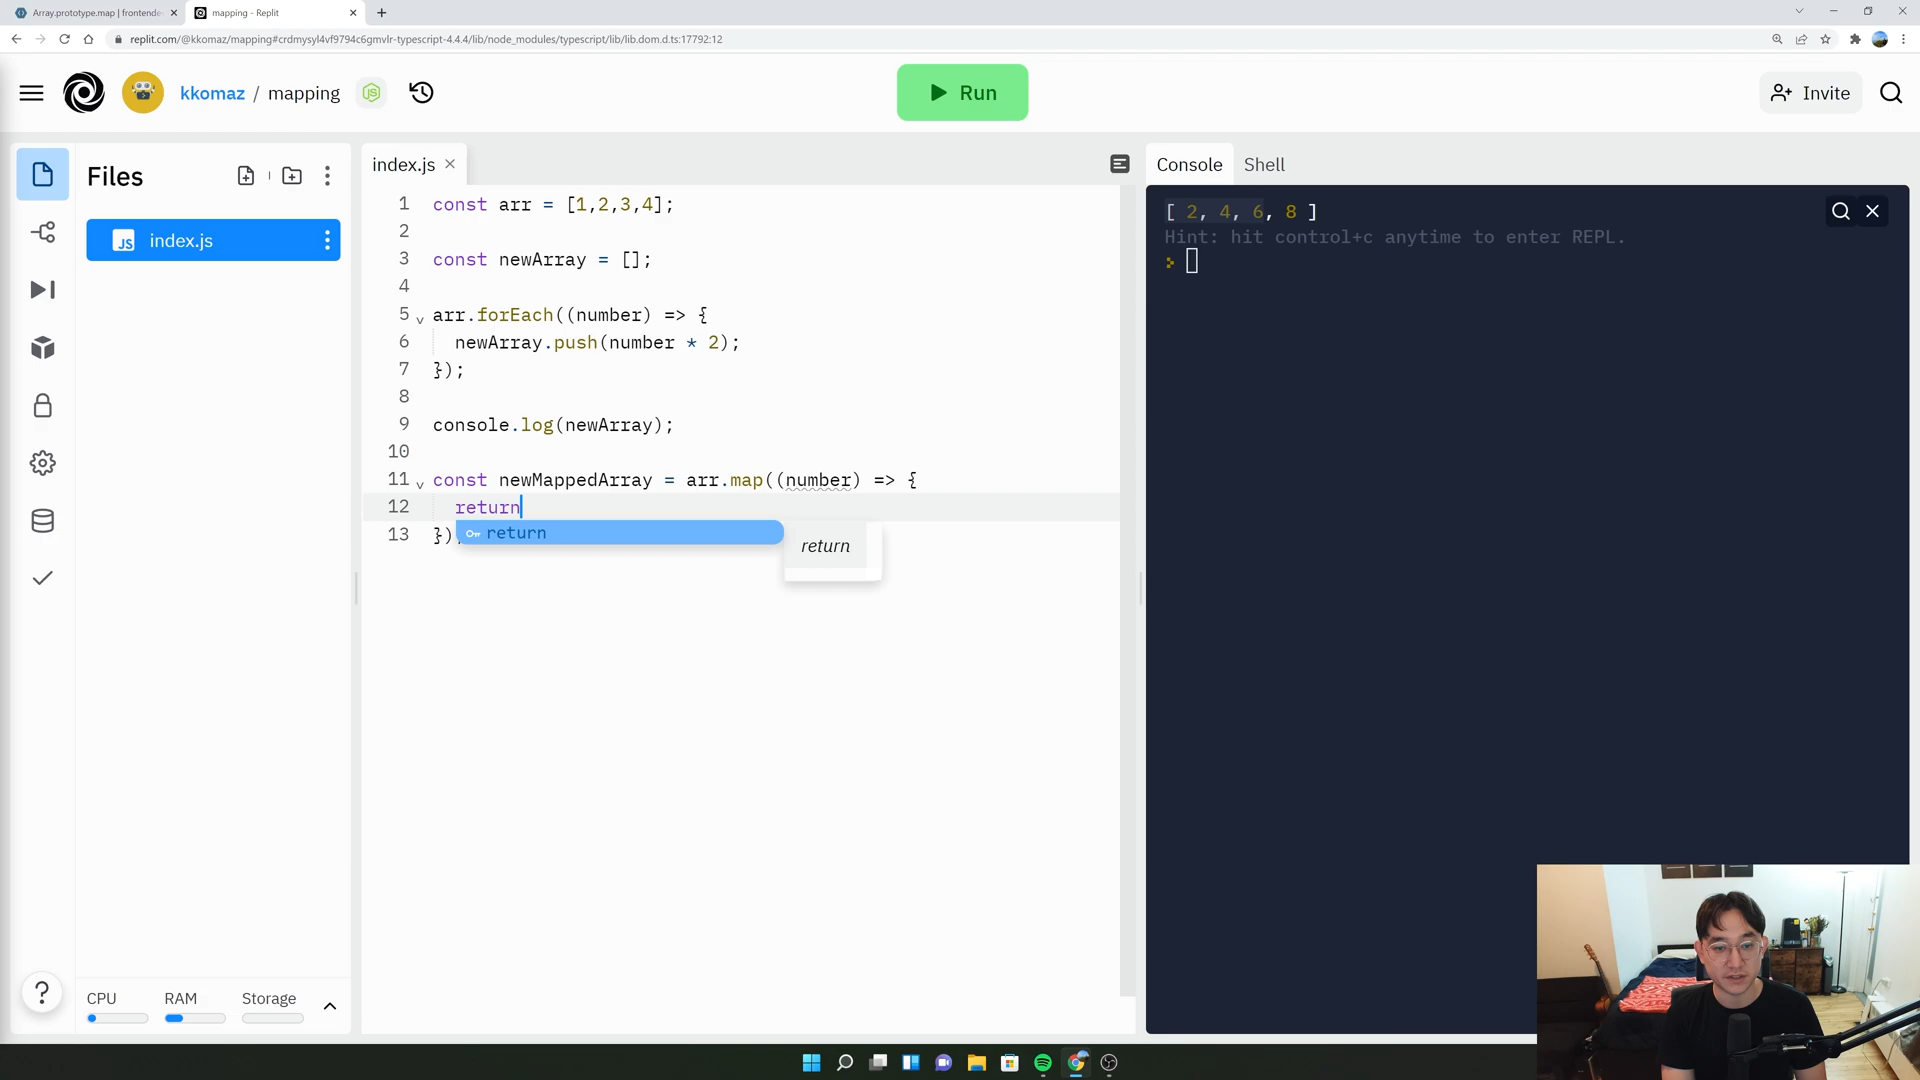 Array.prototype.map | frontende
mapping - Replit
replit.com/@kkomaz/mapping#crdmysyl4vf9794c6gmvlr-typescript-4.4.4/lib/node_modules/typescript/lib/lib.dom.d.ts:17792:12
kkomaz / mapping
Run
Invite
Files
index.js
index.js
Console
Shell
1 const arr = [1,2,3,4];
2
3 const newArray = [];
4
5 arr.forEach((number) => {
6 newArray.push(number * 2);
7 });
8
9 console.log(newArray);
10
11 const newMappedArray = arr.map((number) => {
12 return
13 })
return
return
[ 2, 4, 6, 8 ]
Hint: hit control+c anytime to enter REPL.
CPU
RAM
Storage